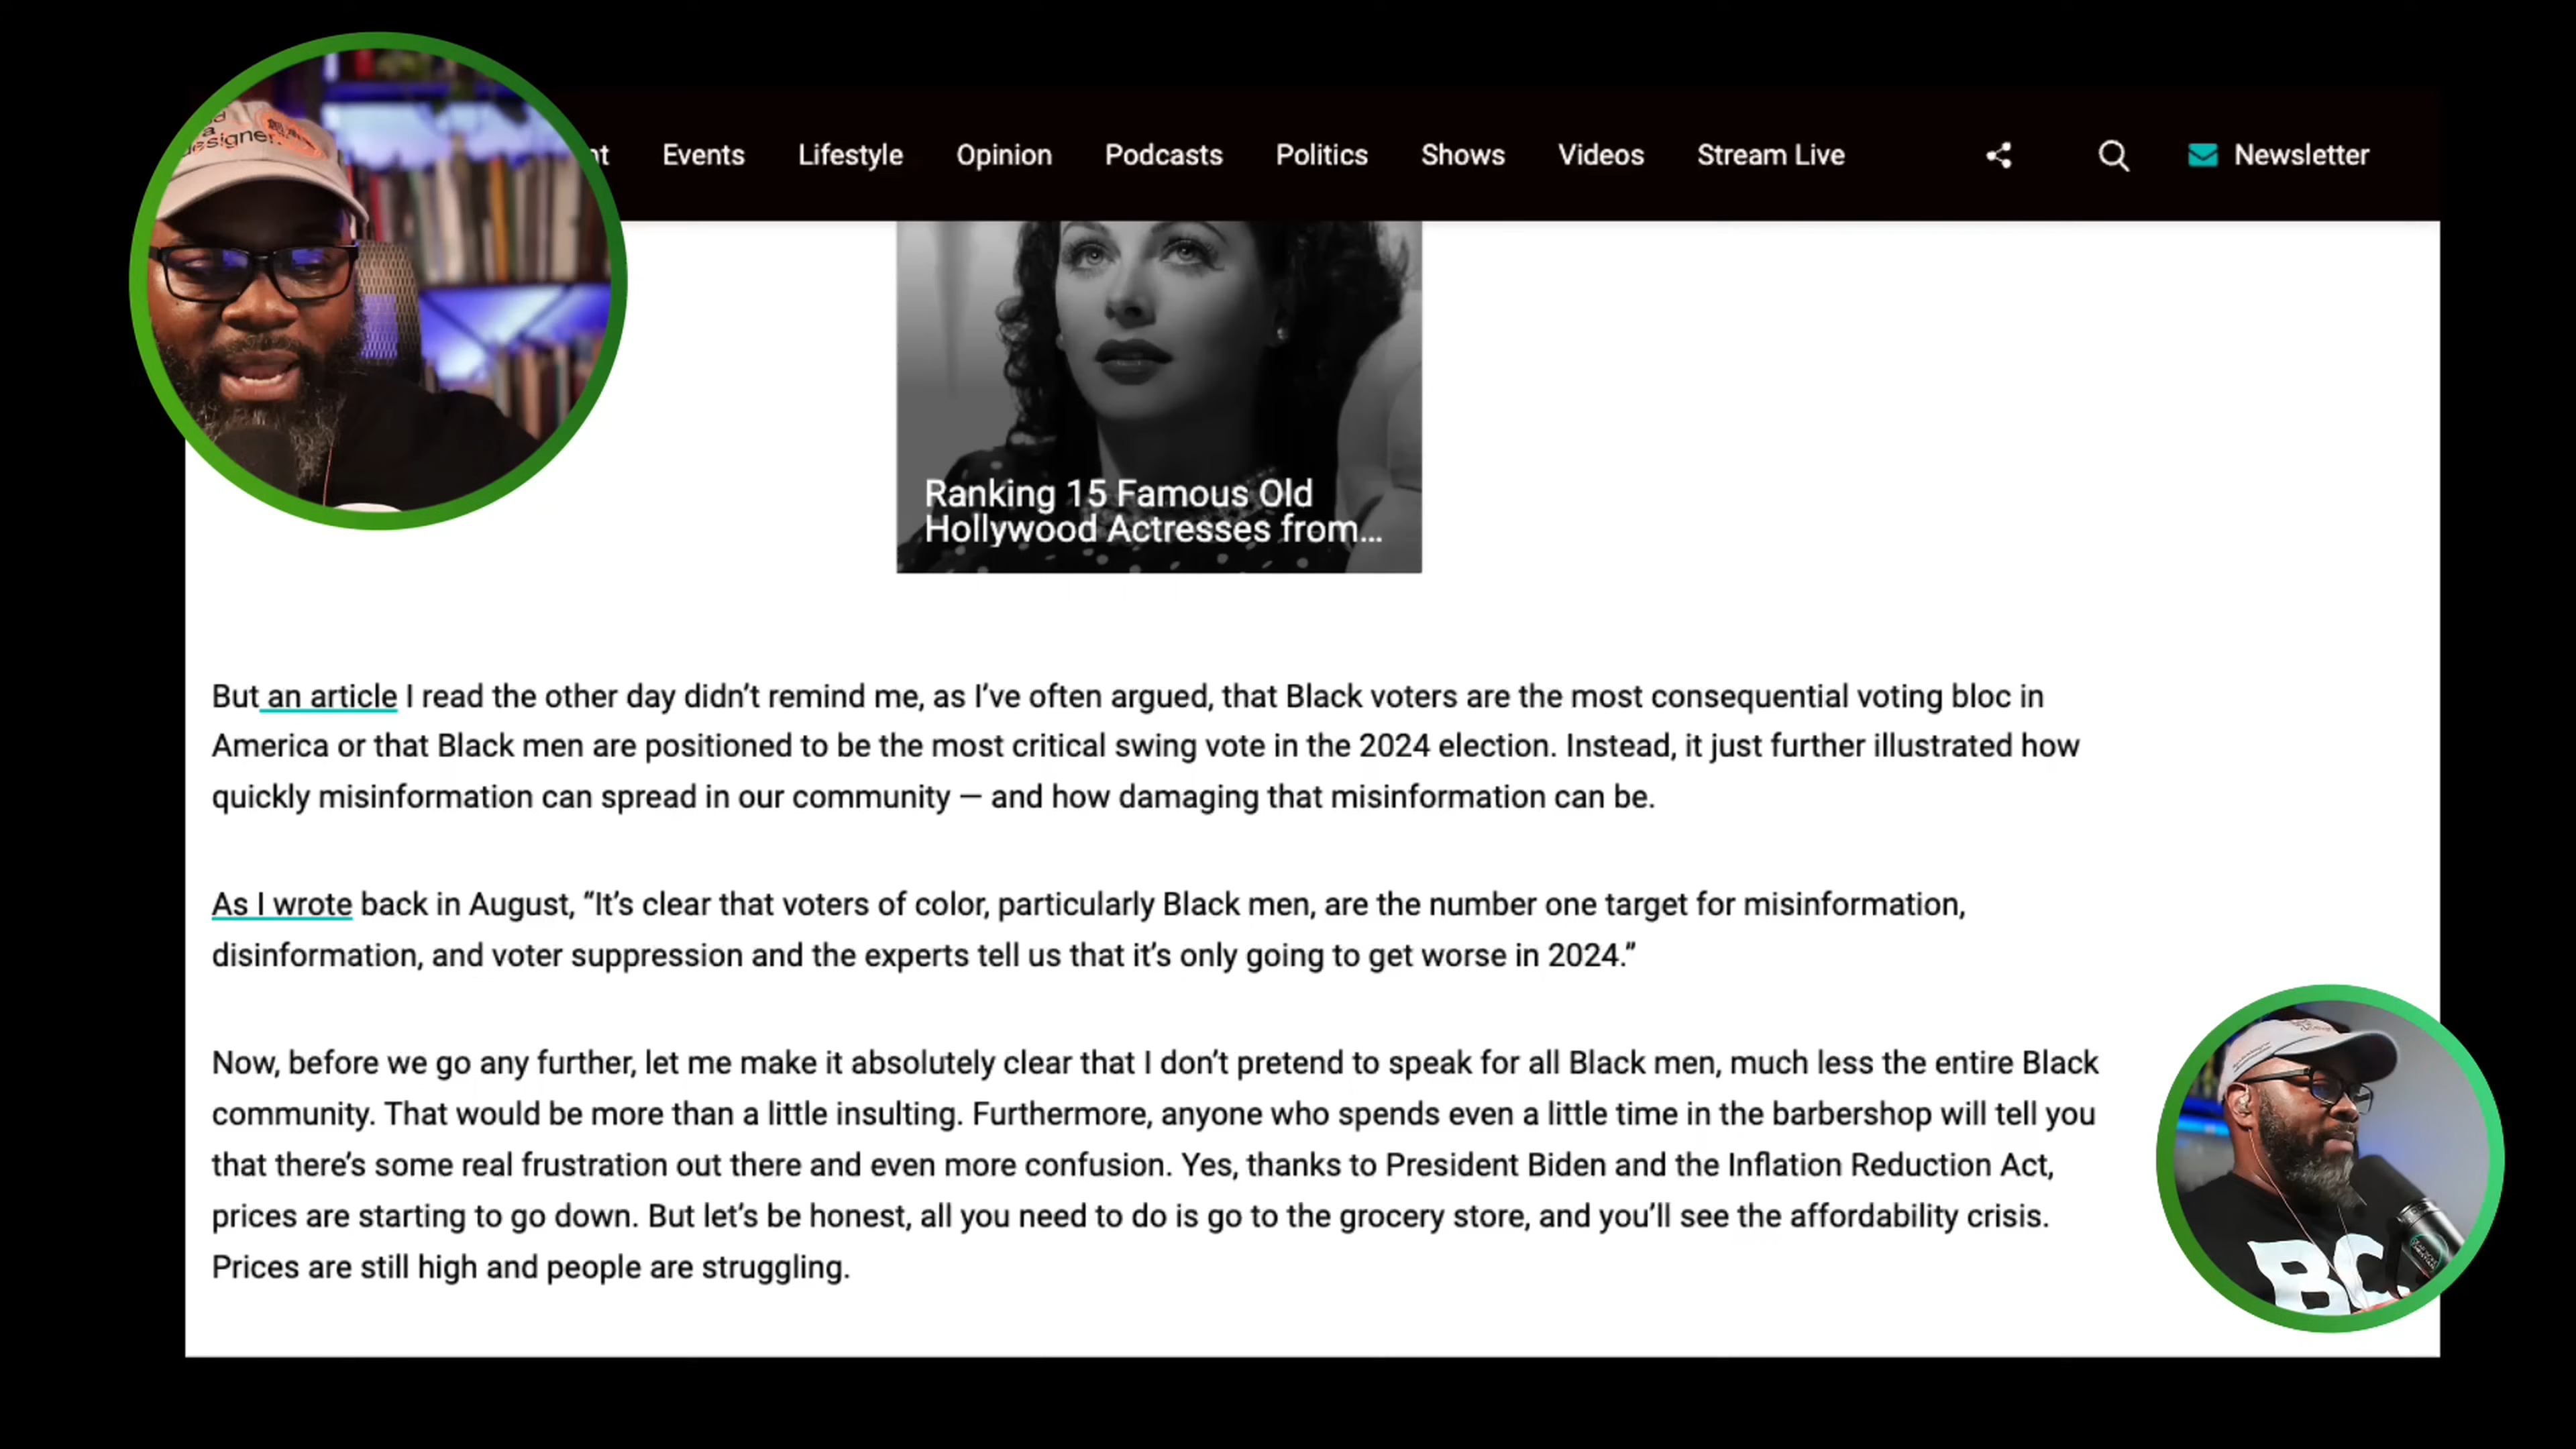 a
designer.
nt Events Lifestyle Opinion Podcasts Politics Shows Videos Stream Live Newsletter
Ranking 15 Famous Old
Hollywood Actresses from...
But an article I read the other day didn’t remind me, as I’ve often argued, that Black voters are the most consequential voting bloc in
America or that Black men are positioned to be the most critical swing vote in the 2024 election. Instead, it just further illustrated how
quickly misinformation can spread in our community — and how damaging that misinformation can be.
As I wrote back in August, “It’s clear that voters of color, particularly Black men, are the number one target for misinformation,
disinformation, and voter suppression and the experts tell us that it’s only going to get worse in 2024.”
Now, before we go any further, let me make it absolutely clear that I don’t pretend to speak for all Black men, much less the entire Black
community. That would be more than a little insulting. Furthermore, anyone who spends even a little time in the barbershop will tell you
that there’s some real frustration out there and even more confusion. Yes, thanks to President Biden and the Inflation Reduction Act,
prices are starting to go down. But let’s be honest, all you need to do is go to the grocery store, and you’ll see the affordability crisis.
Prices are still high and people are struggling.
BC